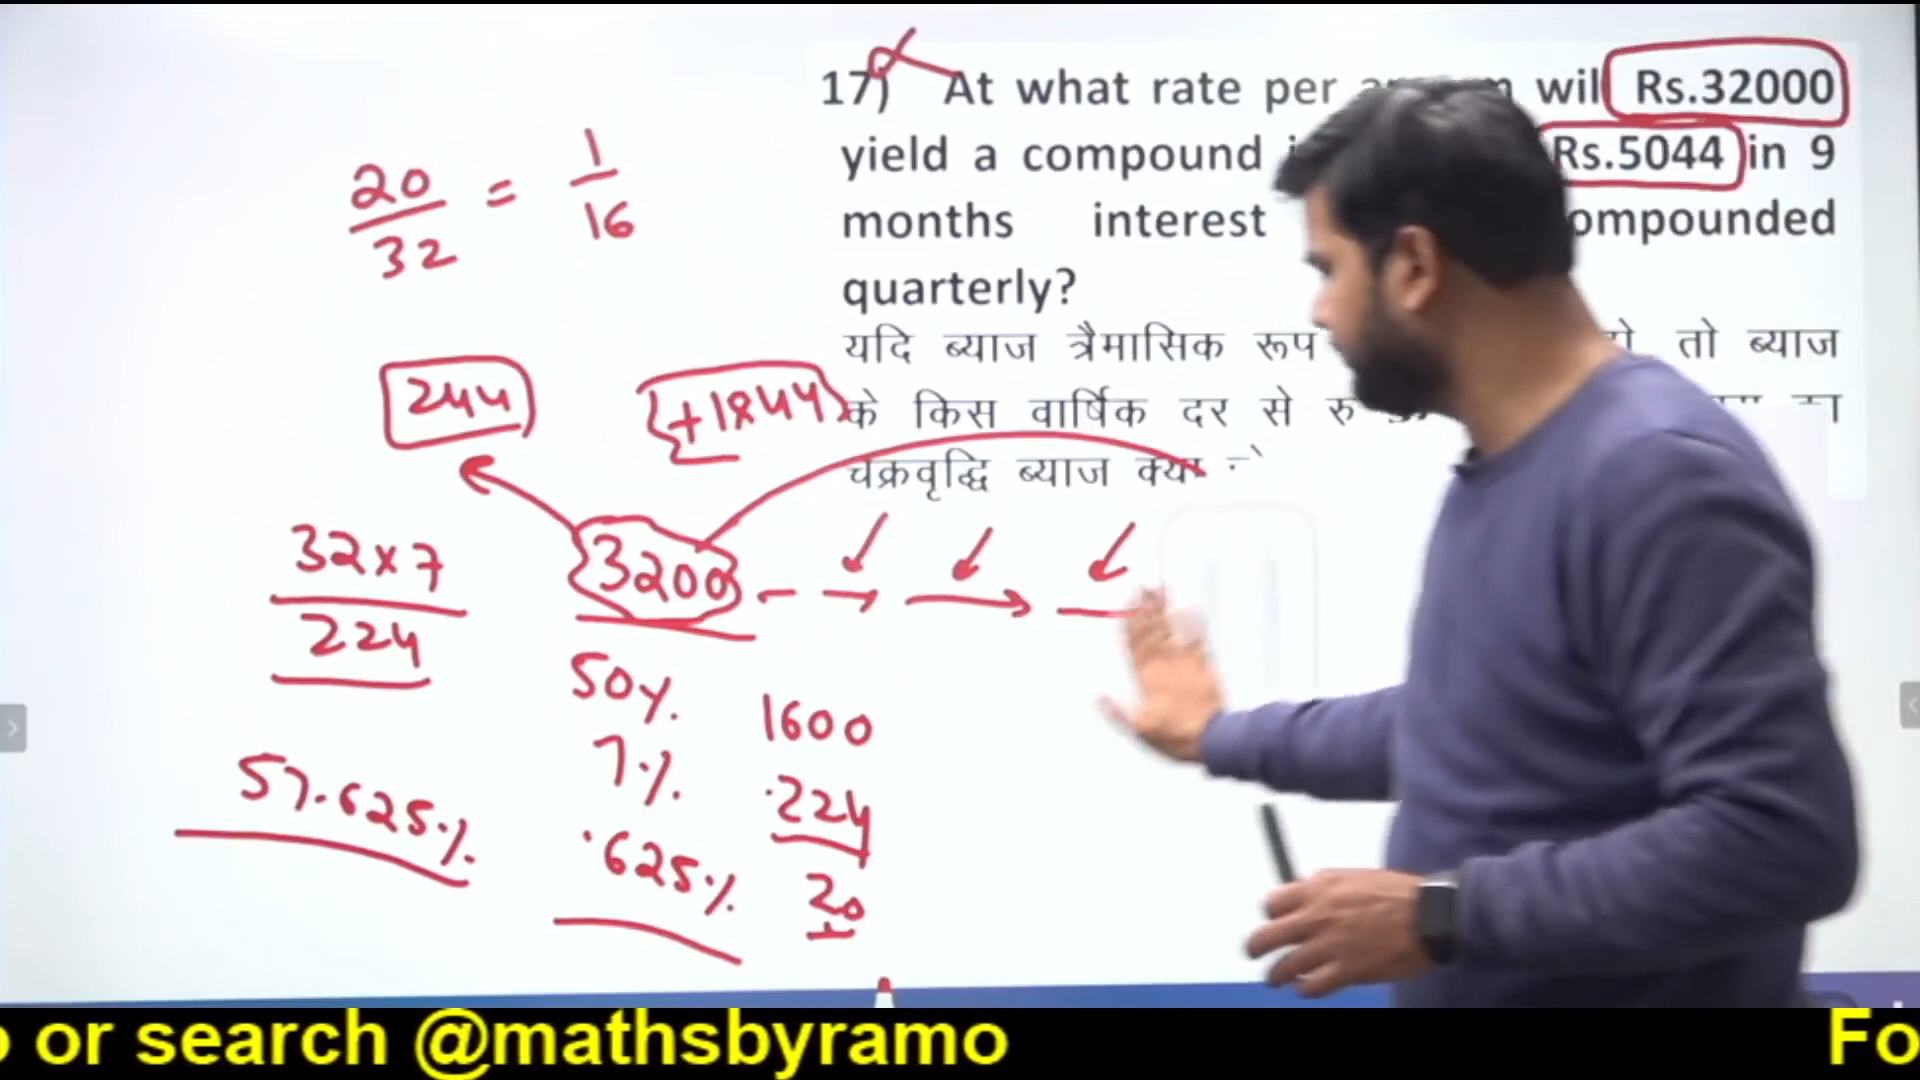 17) At what rate per wil Rs.32000
yield a compound Rs.5044 in 9
months interest ompounded
quarterly?
यदि ब्याज त्रैमासिक रूप तो ब्याज
के किस वार्षिक दर से रु
चक्रवृद्धि ब्याज क्या
20/32 = 1/16
244
+1844
32×7
224
3200
50%. 1600
7%. 224
.625%. 20
57.625%.
or search @mathsbyramo
Fo